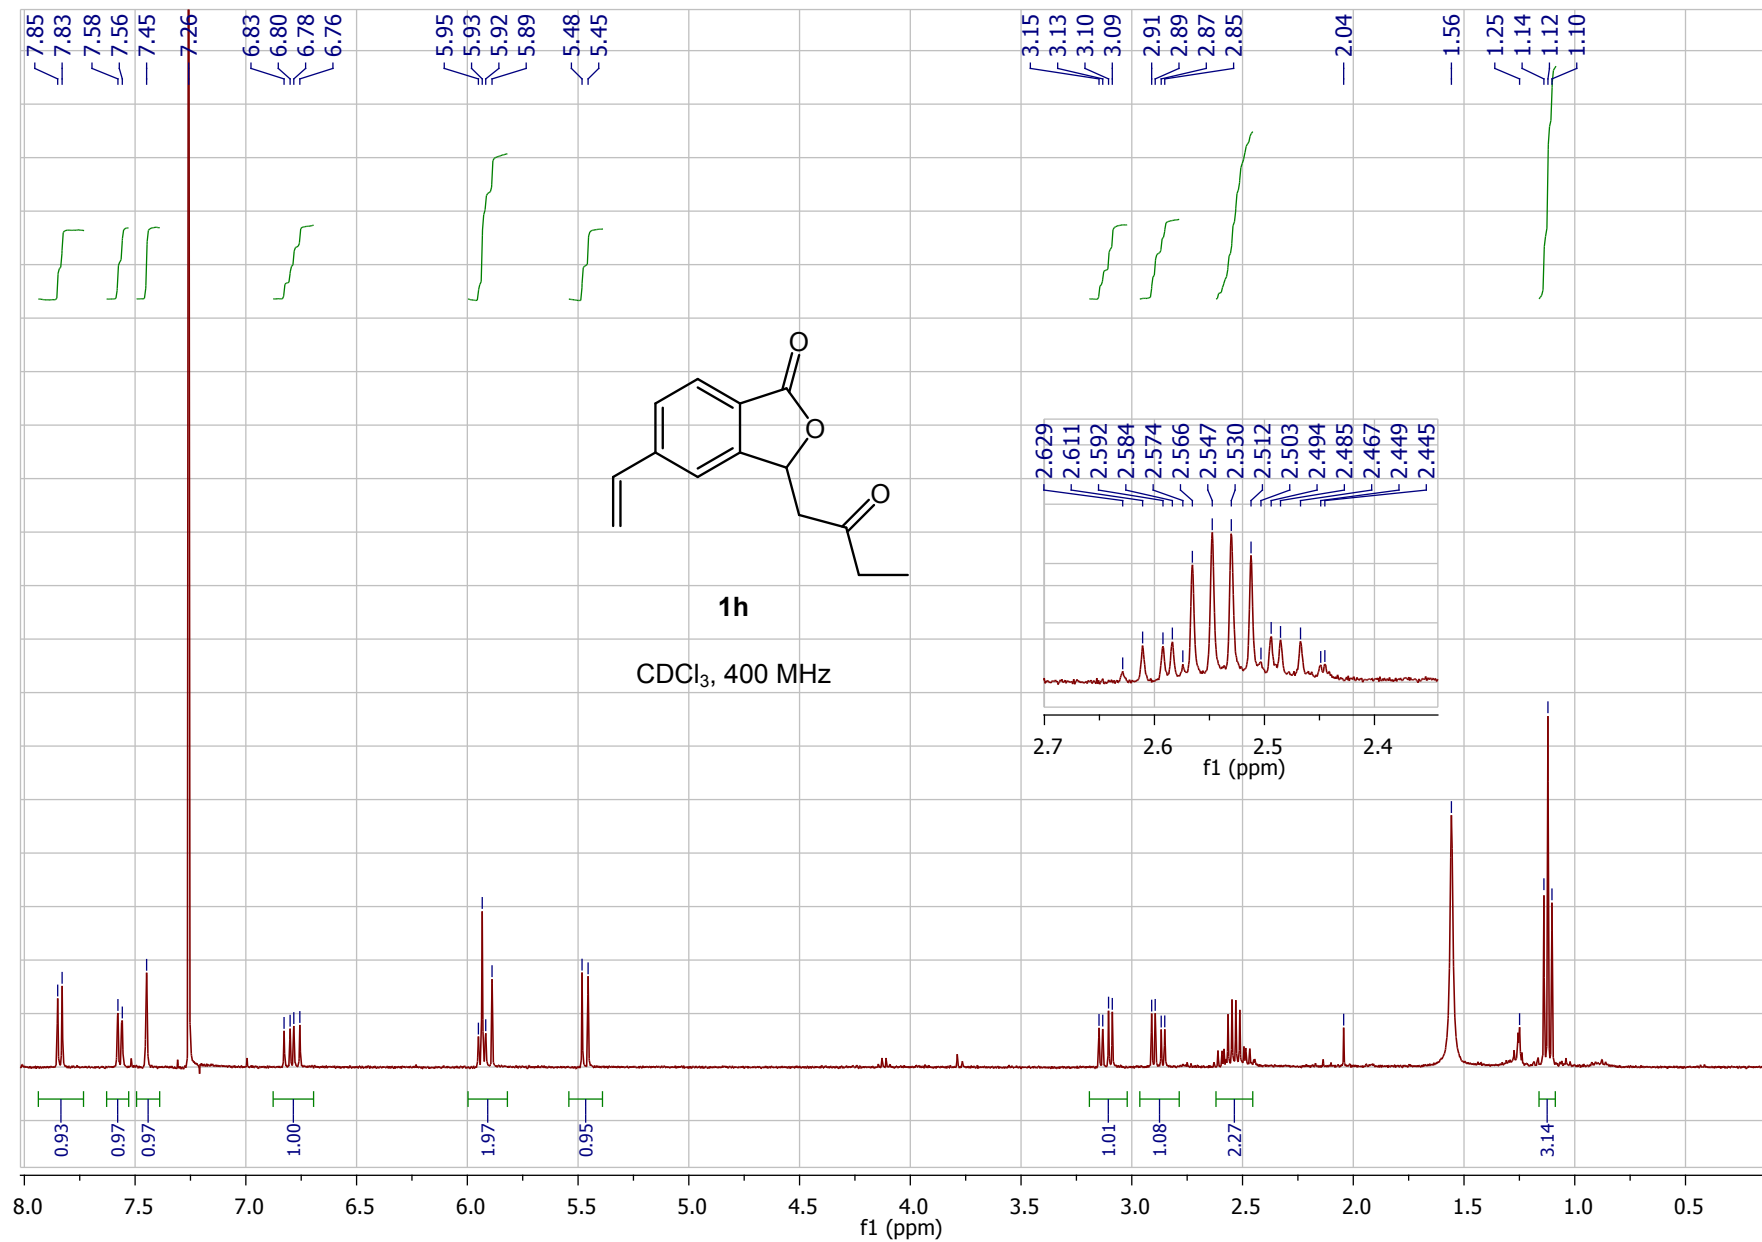 7.85 7.83 7.58 7.56 7.45 7.26 6.83 6.80 6.78 6.76 5.95 5.93 5.92 5.89 5.48 5.45 3.15 3.13 3.10 3.09 2.91 2.89 2.87 2.85 2.04 1.56 1.25 1.14 1.12 1.10
O
O
O
1h
CDCl₃, 400 MHz
2.629 2.611 2.592 2.584 2.574 2.566 2.547 2.530 2.512 2.503 2.494 2.485 2.467 2.449 2.445
2.7 2.6 2.5 2.4
f1 (ppm)
0.93 0.97 0.97 1.00 1.97 0.95 1.01 1.08 2.27 3.14
8.0 7.5 7.0 6.5 6.0 5.5 5.0 4.5 4.0 3.5 3.0 2.5 2.0 1.5 1.0 0.5
f1 (ppm)